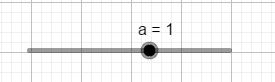 a = 1